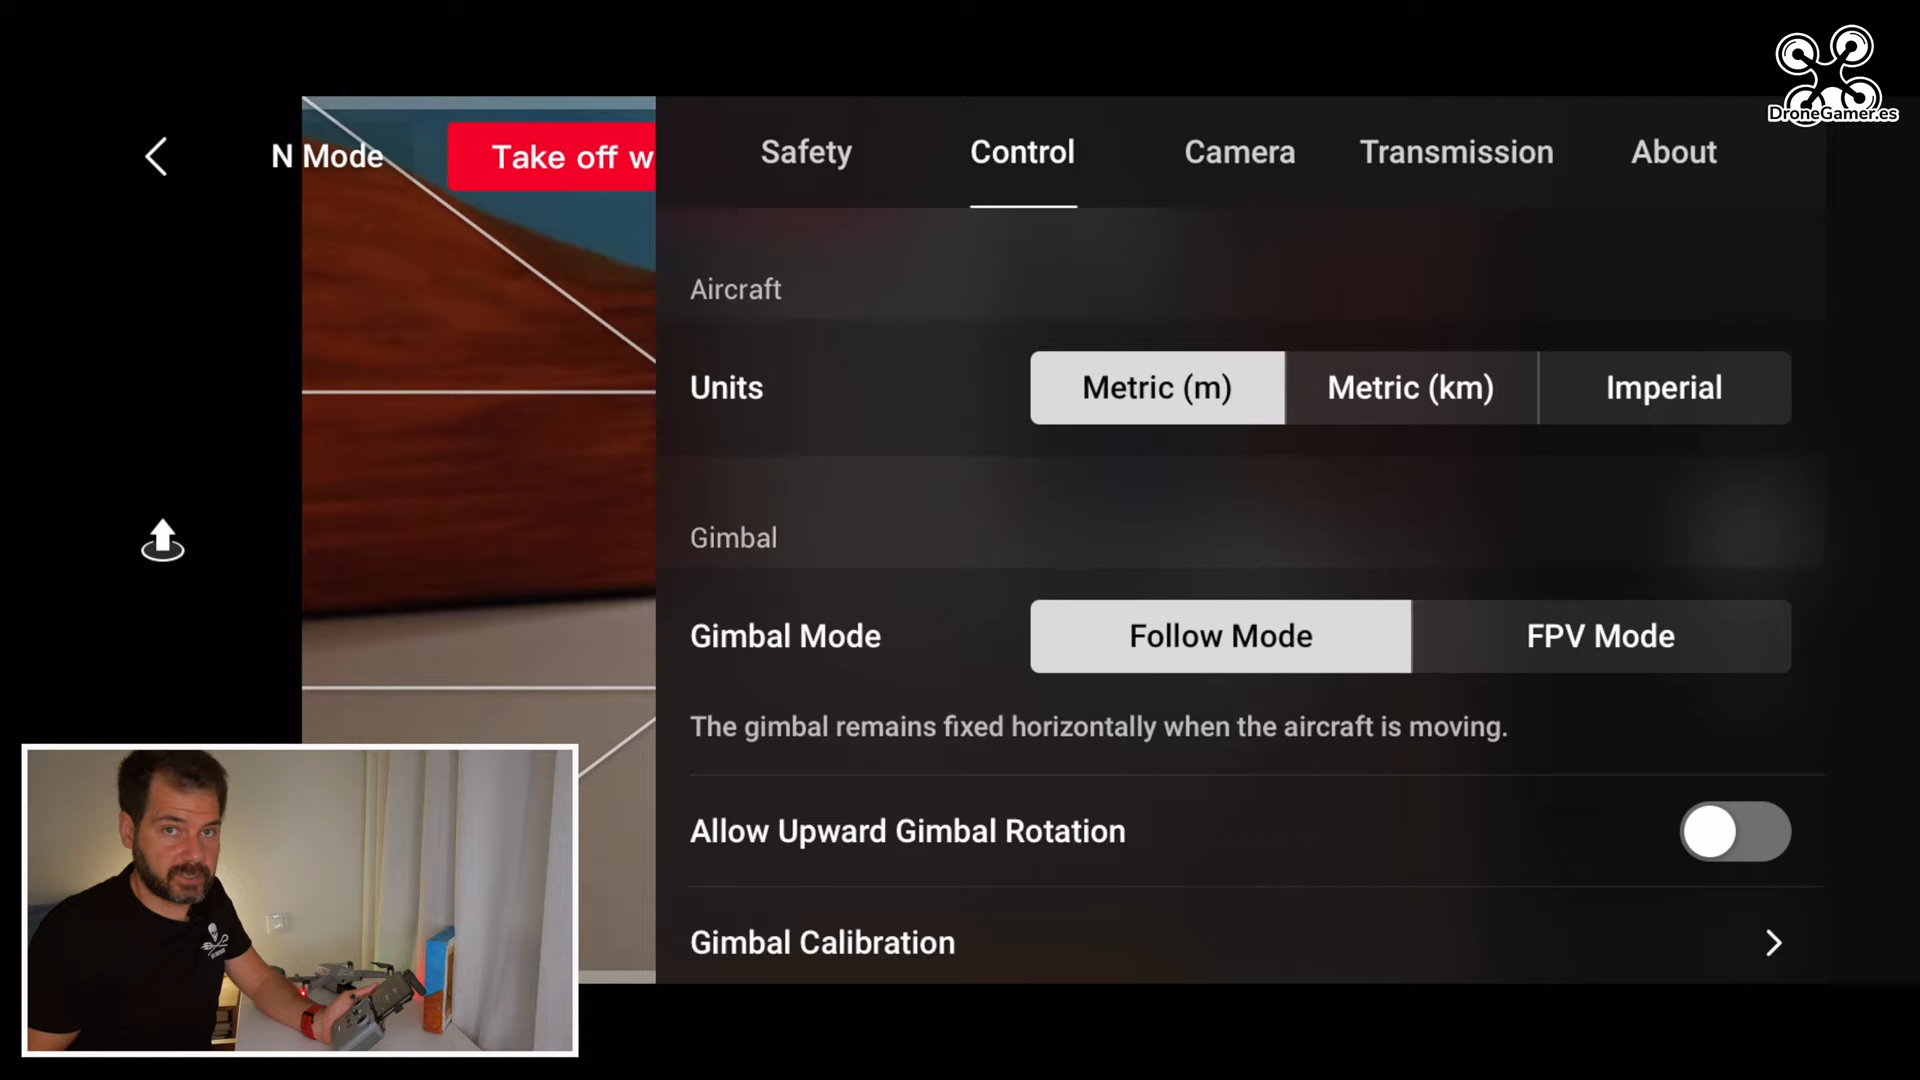 DroneGamer.es
N Mode
Take off w
Safety
Control
Camera
Transmission
About
Aircraft
Units
Metric (m)
Metric (km)
Imperial
Gimbal
Gimbal Mode
Follow Mode
FPV Mode
The gimbal remains fixed horizontally when the aircraft is moving.
Allow Upward Gimbal Rotation
Gimbal Calibration